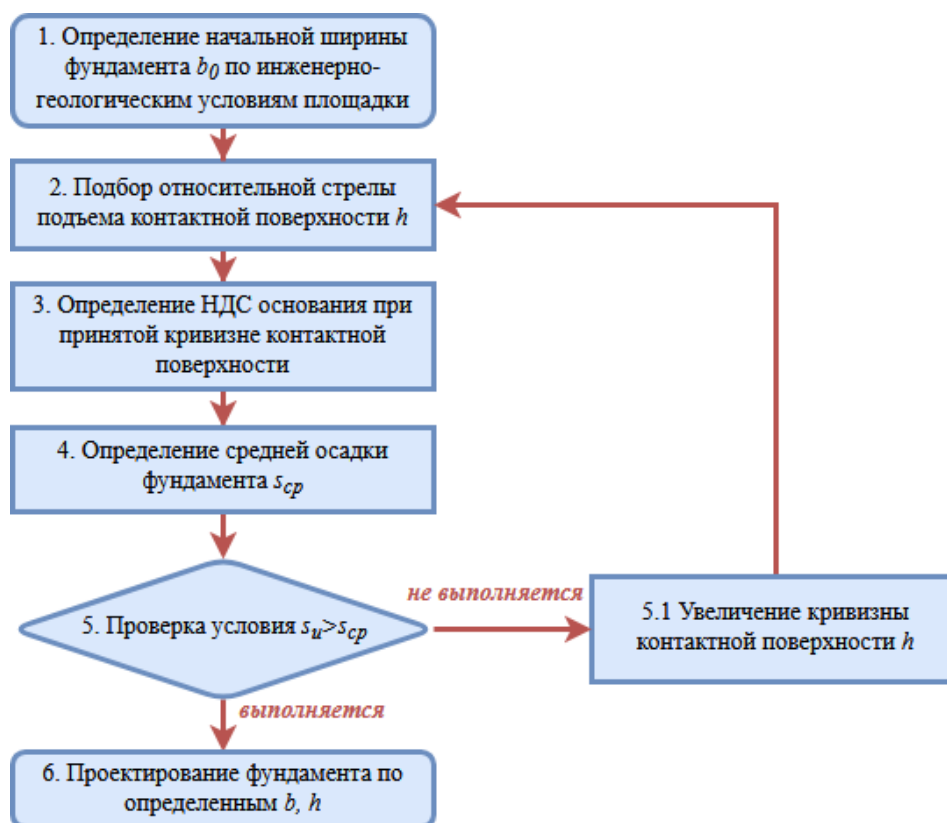 1. Определение начальной ширины
фундамента b0 по инженерно-
геологическим условиям площадки
2. Подбор относительной стрелы
подъема контактной поверхности h
3. Определение НДС основания при
принятой кривизне контактной
поверхности
4. Определение средней осадки
фундамента sср
5. Проверка условия su>sср
не выполняется
5.1 Увеличение кривизны
контактной поверхности h
выполняется
6. Проектирование фундамента по
определенным b, h